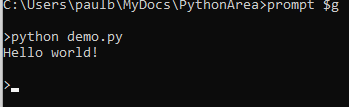 C:\Users\paulb\MyDocs\PythonArea>prompt $g
>python demo.py
Hello world!
>_